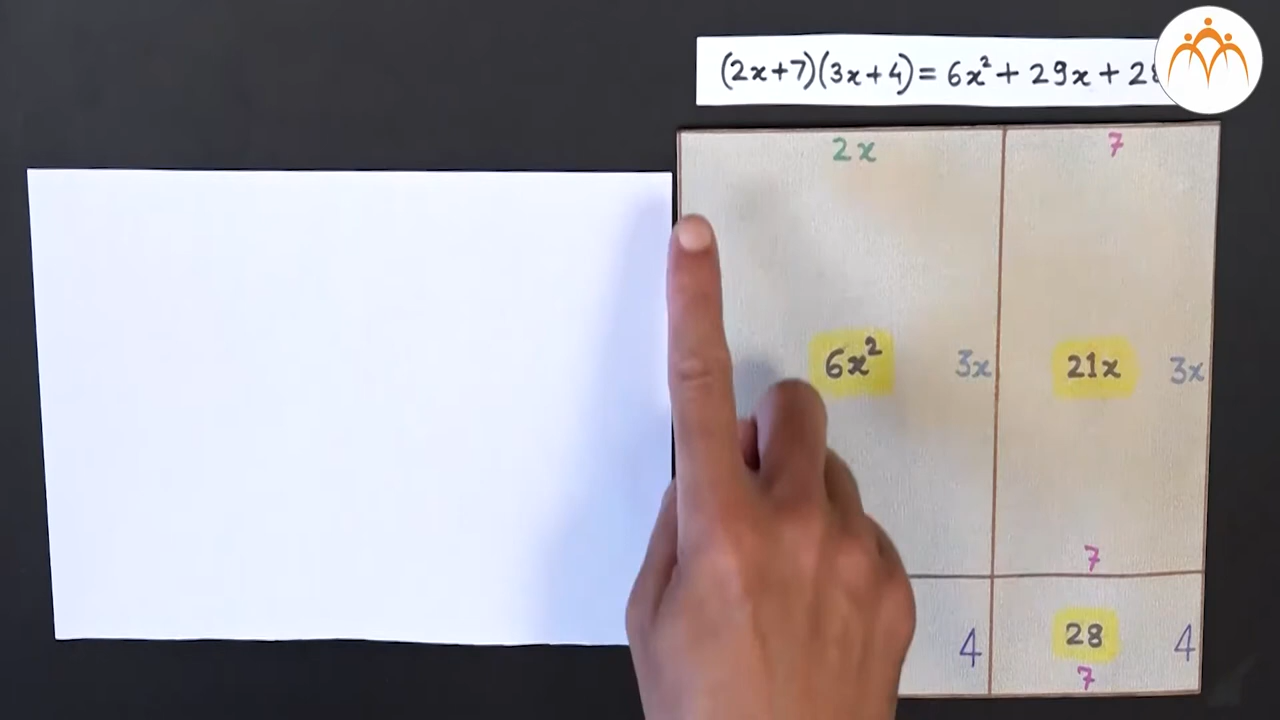 (2x+7)(3x+4) = 6x² + 29x + 2
2x 7
6x² 3x 21x 3x
7
4 28 4
7